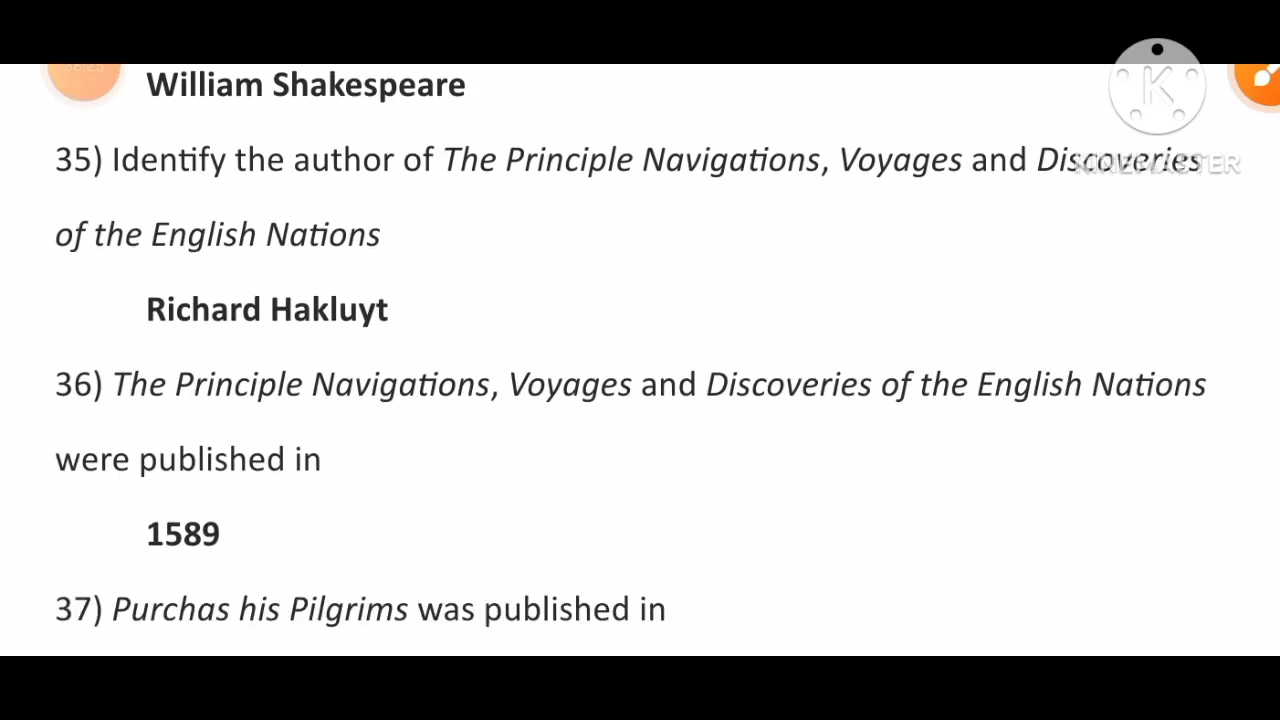 William Shakespeare
35) Identify the author of The Principle Navigations, Voyages and Discoveries
of the English Nations
Richard Hakluyt
36) The Principle Navigations, Voyages and Discoveries of the English Nations
were published in
1589
37) Purchas his Pilgrims was published in
K
KINEMASTER